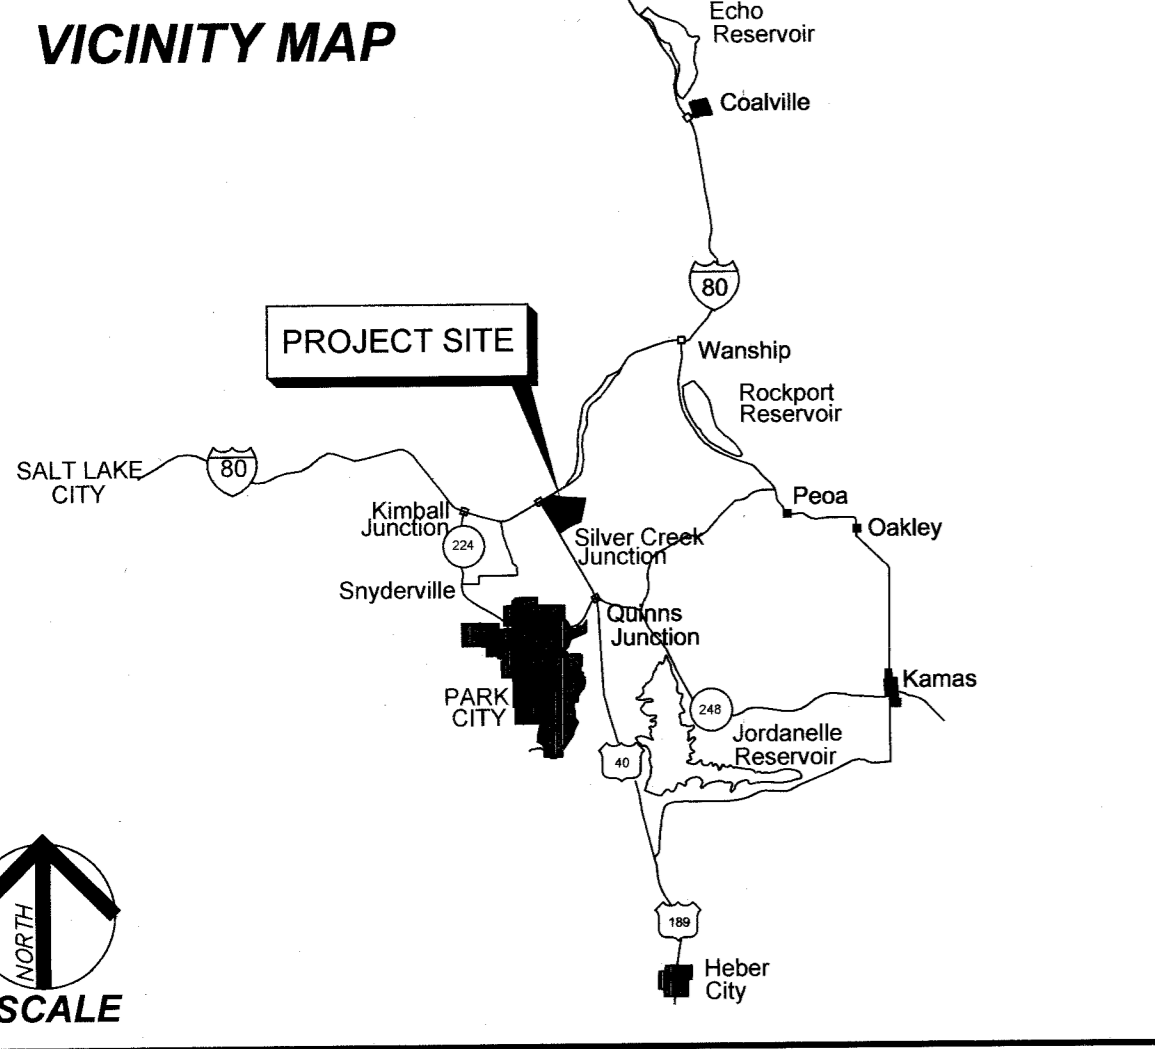 VICINITY MAP
Echo
Reservoir
Coalville
80
PROJECT SITE
Wanship
Rockport
Reservoir
SALT LAKE
CITY
80
Kimball
Junction
224
Peoa
Oakley
Silver Creek
Junction
Snyderville
Quinns
Junction
PARK
CITY
Kamas
248
Jordanelle
Reservoir
40
NORTH
189
Heber
City
SCALE